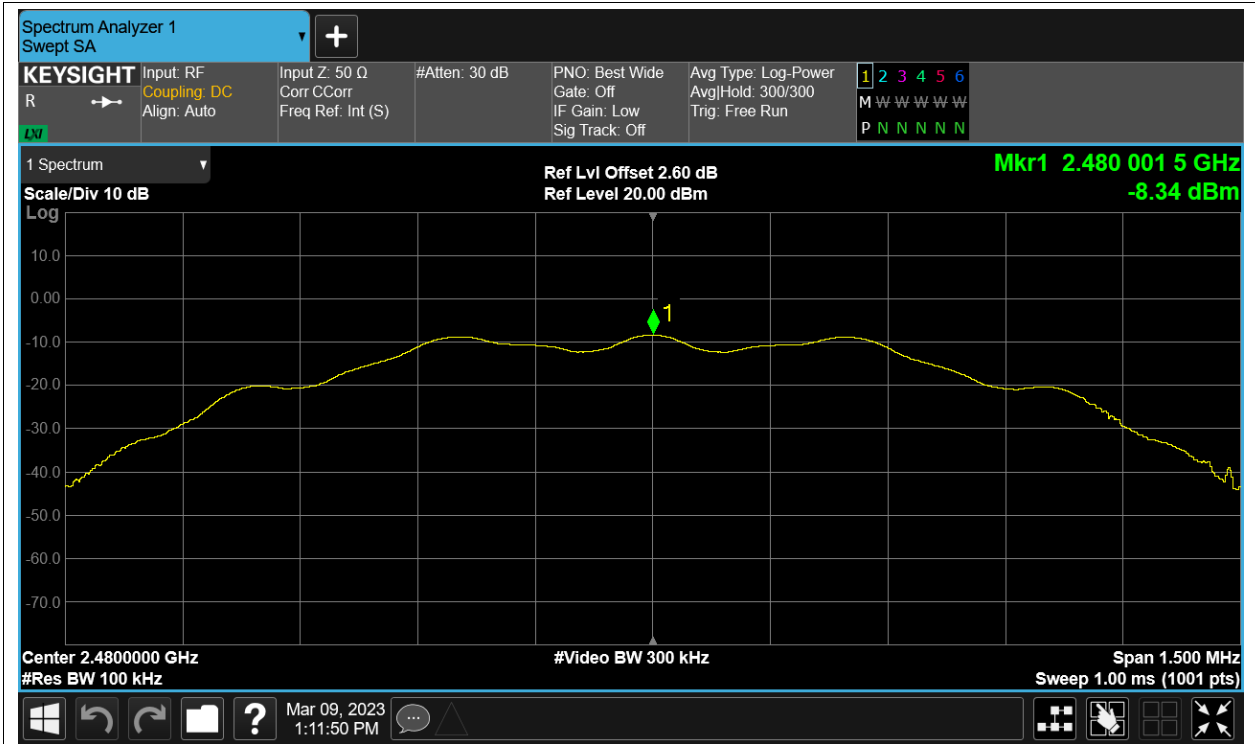 Spectrum Analyzer 1
Swept SA
KEYSIGHT
R
LXI
Input: RF
Coupling: DC
Align: Auto
Input Z: 50 Ω
Corr CCorr
Freq Ref: Int (S)
#Atten: 30 dB
PNO: Best Wide
Gate: Off
IF Gain: Low
Sig Track: Off
Avg Type: Log-Power
Avg|Hold: 300/300
Trig: Free Run
1 2 3 4 5 6
M W W W W W
P N N N N N
1 Spectrum
Scale/Div 10 dB
Log
Ref Lvl Offset 2.60 dB
Ref Level 20.00 dBm
Mkr1 2.480 001 5 GHz
-8.34 dBm
10.0
0.00
1
-10.0
-20.0
-30.0
-40.0
-50.0
-60.0
-70.0
Center 2.4800000 GHz
#Res BW 100 kHz
#Video BW 300 kHz
Span 1.500 MHz
Sweep 1.00 ms (1001 pts)
?
Mar 09, 2023
1:11:50 PM